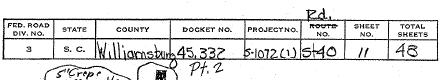 Rd.
FED. ROAD DIV. NO. STATE COUNTY DOCKET NO. PROJECT NO. ROUTE NO. SHEET NO. TOTAL SHEETS
3 S. C. Williamsburg 45.332 S-1072(1) S-40 11 48
Pt. 2